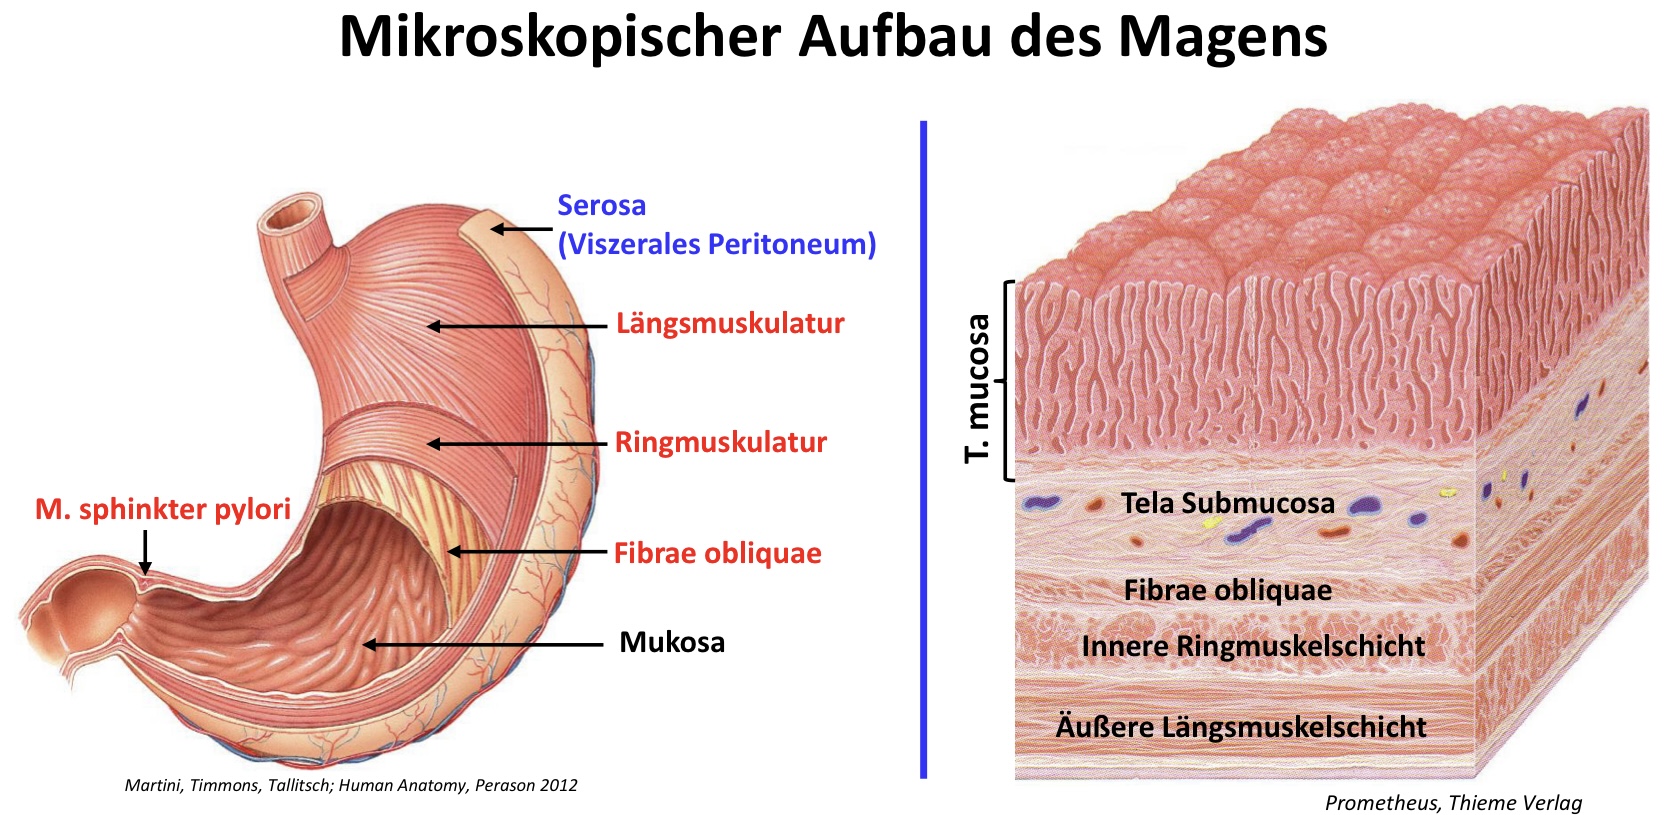 Mikroskopischer Aufbau des Magens
Serosa
(Viszerales Peritoneum)
Längsmuskulatur
Ringmuskulatur
M. sphinkter pylori
Fibrae obliquae
Mukosa
Martini, Timmons, Tallitsch; Human Anatomy, Perason 2012
T. mucosa
Tela Submucosa
Fibrae obliquae
Innere Ringmuskelschicht
Äußere Längsmuskelschicht
Prometheus, Thieme Verlag